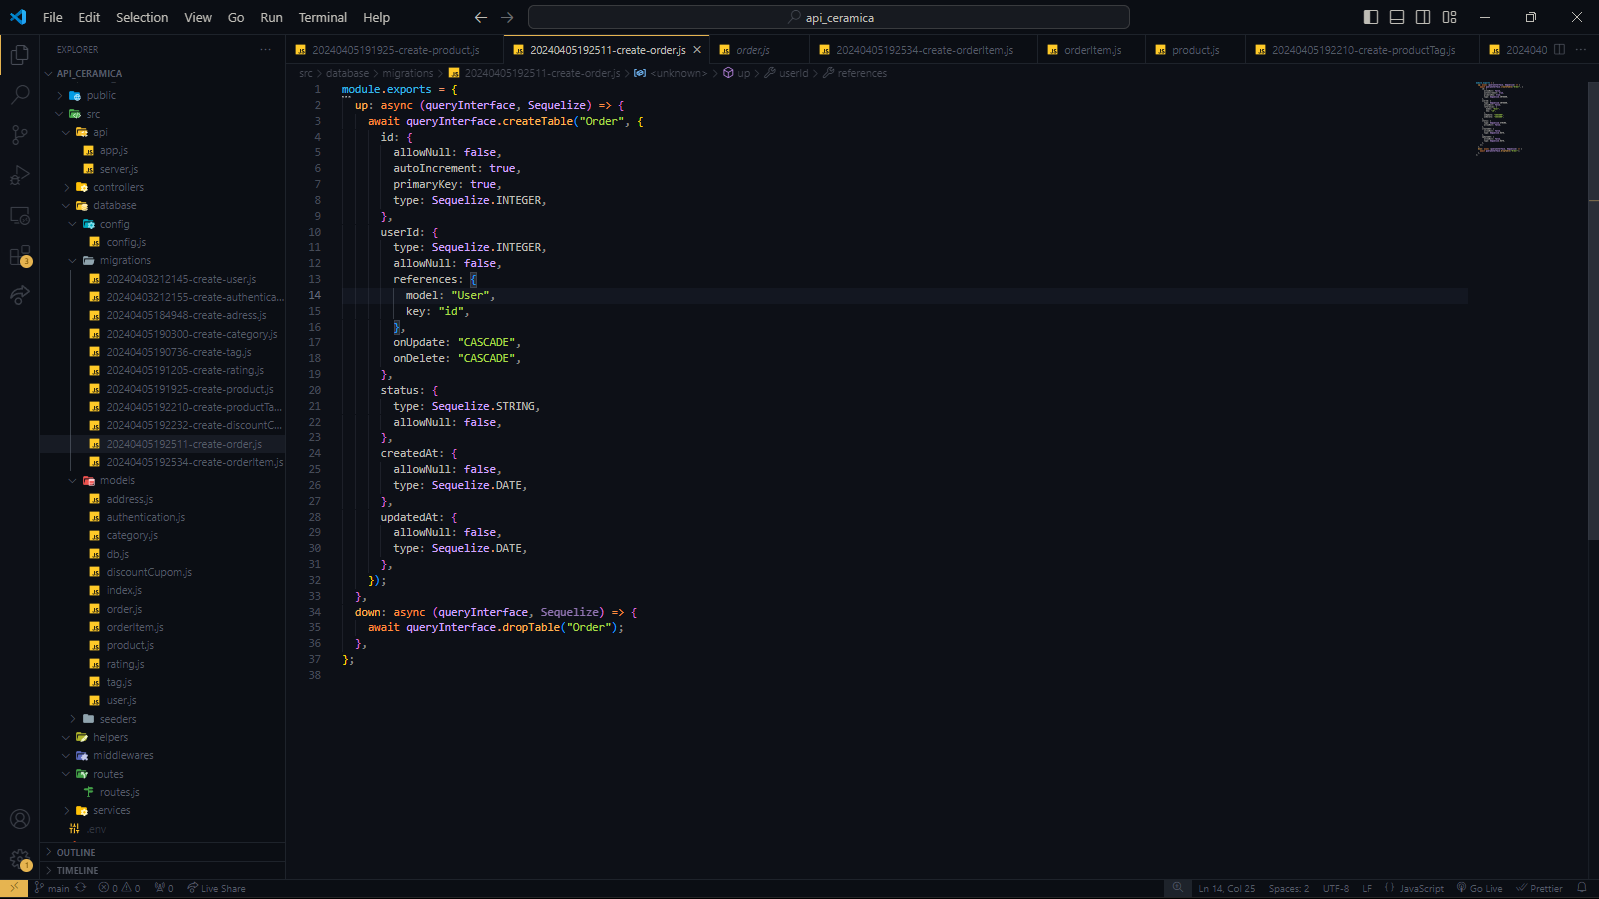 File Edit Selection View Go Run Terminal Help
api_ceramica
EXPLORER
20240405191925-create-product.js
20240405192511-create-order.js
order.js
20240405192534-create-orderItem.js
orderItem.js
product.js
20240405192210-create-productTag.js
2024040
src > database > migrations > 20240405192511-create-order.js > <unknown> > up > userId > references
API_CERAMICA
public
src
api
app.js
server.js
controllers
database
config
config.js
migrations
20240403212145-create-user.js
20240403212155-create-authentica...
20240405184948-create-adress.js
20240405190300-create-category.js
20240405190736-create-tag.js
20240405191205-create-rating.js
20240405191925-create-product.js
20240405192210-create-productTa...
20240405192232-create-discountC...
20240405192511-create-order.js
20240405192534-create-orderItem.js
models
address.js
authentication.js
category.js
db.js
discountCupom.js
index.js
order.js
orderItem.js
product.js
rating.js
tag.js
user.js
seeders
helpers
middlewares
routes
routes.js
services
.env
OUTLINE
TIMELINE
1 module.exports = {
2 up: async (queryInterface, Sequelize) => {
3 await queryInterface.createTable("Order", {
4 id: {
5 allowNull: false,
6 autoIncrement: true,
7 primaryKey: true,
8 type: Sequelize.INTEGER,
9 },
10 userId: {
11 type: Sequelize.INTEGER,
12 allowNull: false,
13 references: {
14 model: "User",
15 key: "id",
16 },
17 onUpdate: "CASCADE",
18 onDelete: "CASCADE",
19 },
20 status: {
21 type: Sequelize.STRING,
22 allowNull: false,
23 },
24 createdAt: {
25 allowNull: false,
26 type: Sequelize.DATE,
27 },
28 updatedAt: {
29 allowNull: false,
30 type: Sequelize.DATE,
31 },
32 });
33 },
34 down: async (queryInterface, Sequelize) => {
35 await queryInterface.dropTable("Order");
36 },
37 };
38
3
1
main 0 0 0 Live Share
Ln 14, Col 25 Spaces: 2 UTF-8 LF {} JavaScript Go Live Prettier